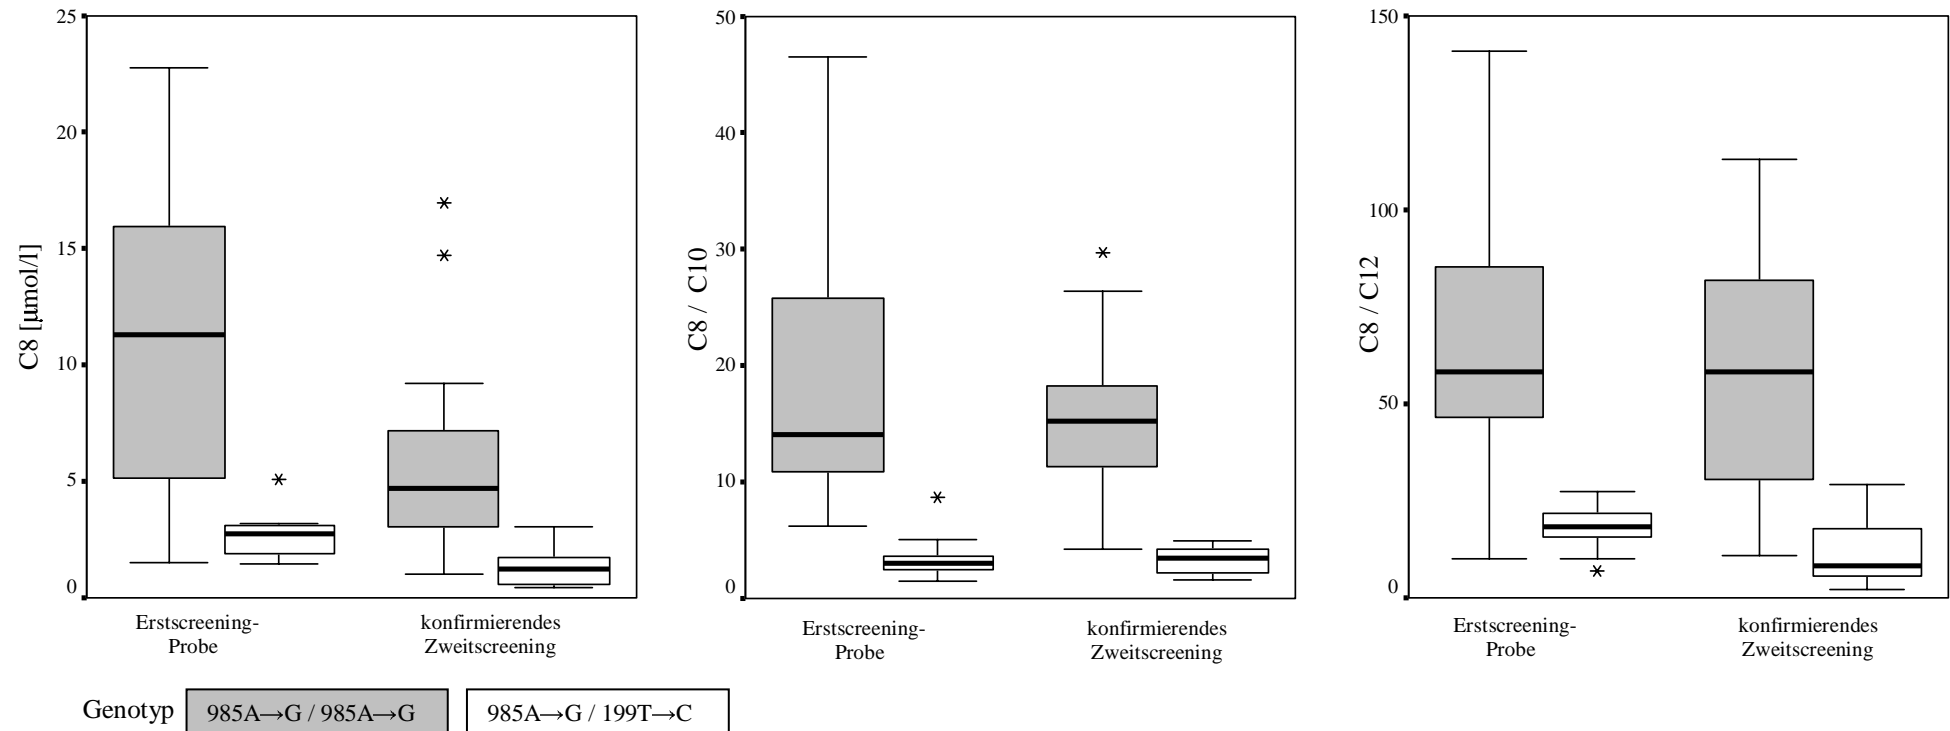 25
20
15
10
5
0
C8 [µmol/l]
Erstscreening-
Probe
konfirmierendes
Zweitscreening
50
40
30
20
10
0
C8 / C10
Erstscreening-
Probe
konfirmierendes
Zweitscreening
150
100
50
0
C8 / C12
Erstscreening-
Probe
konfirmierendes
Zweitscreening
Genotyp 985A→G / 985A→G 985A→G / 199T→C